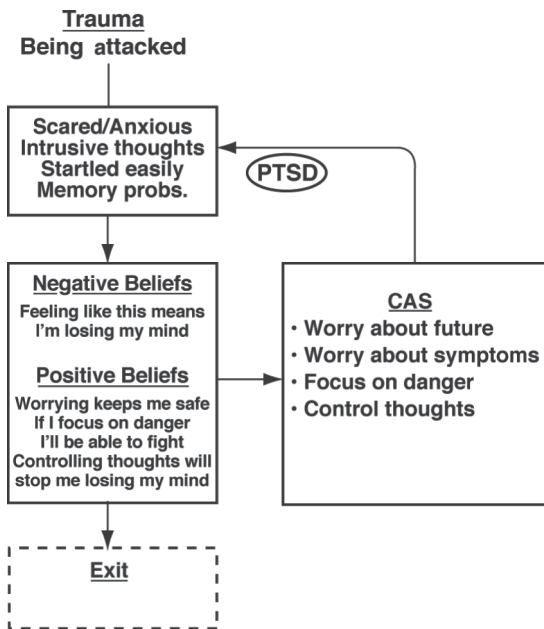 Trauma
Being attacked
Scared/Anxious
Intrusive thoughts
Startled easily
Memory probs.
PTSD
Negative Beliefs
Feeling like this means
I'm losing my mind
Positive Beliefs
Worrying keeps me safe
If I focus on danger
I'll be able to fight
Controlling thoughts will
stop me losing my mind
CAS
· Worry about future
· Worry about symptoms
· Focus on danger
· Control thoughts
Exit